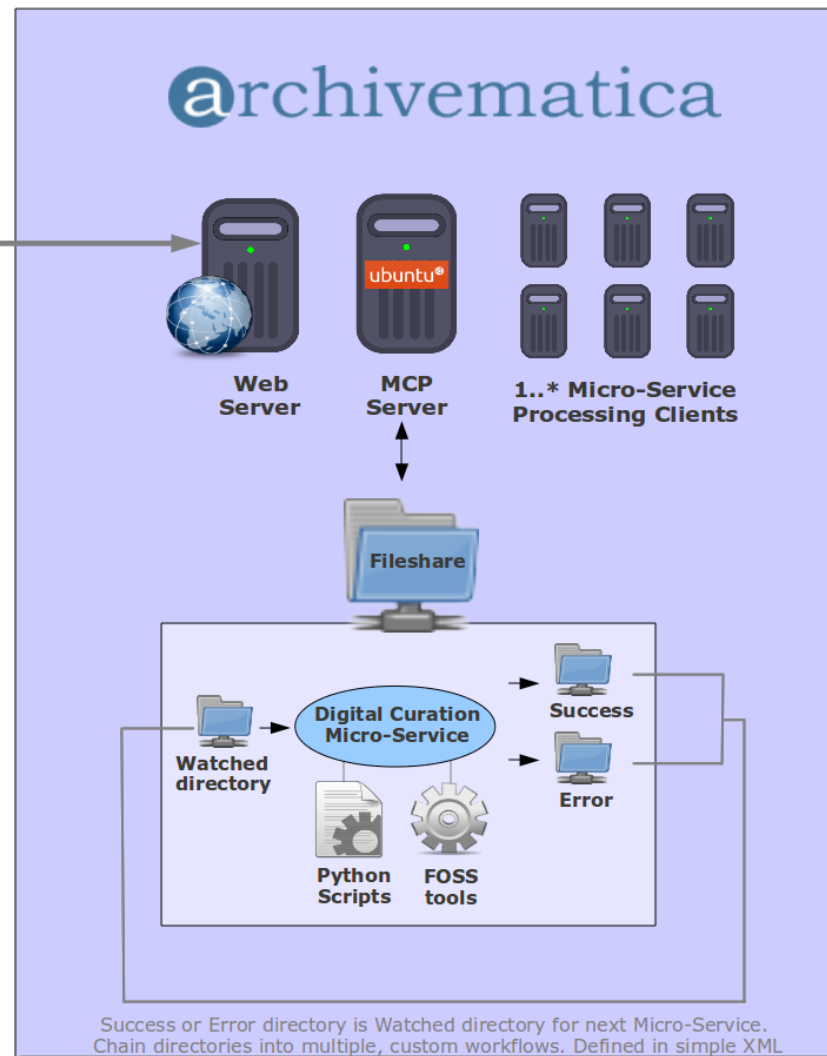 archivematica
ubuntu®
Web
Server
MCP
Server
1..* Micro-Service
Processing Clients
Fileshare
Watched
directory
Digital Curation
Micro-Service
Success
Error
Python
Scripts
FOSS
tools
Success or Error directory is Watched directory for next Micro-Service.
Chain directories into multiple, custom workflows. Defined in simple XML